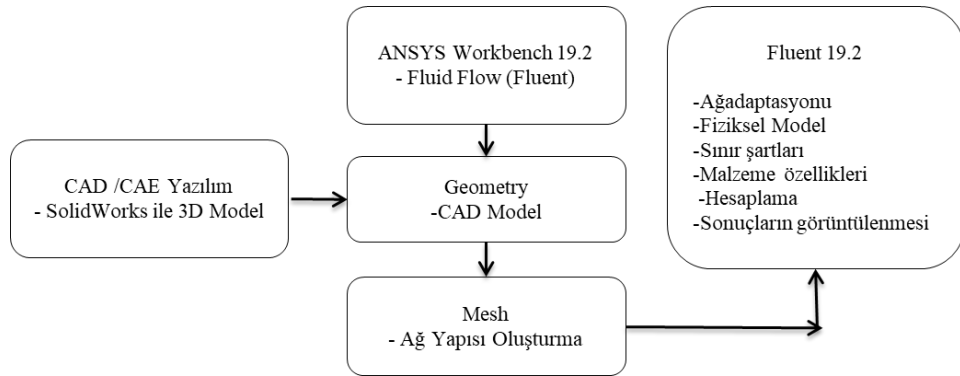 ANSYS Workbench 19.2
- Fluid Flow (Fluent)
CAD /CAE Yazılım
- SolidWorks ile 3D Model
Geometry
-CAD Model
Mesh
- Ağ Yapısı Oluşturma
Fluent 19.2
-Ağadaptasyonu
-Fiziksel Model
-Sınır şartları
-Malzeme özellikleri
-Hesaplama
-Sonuçların görüntülenmesi